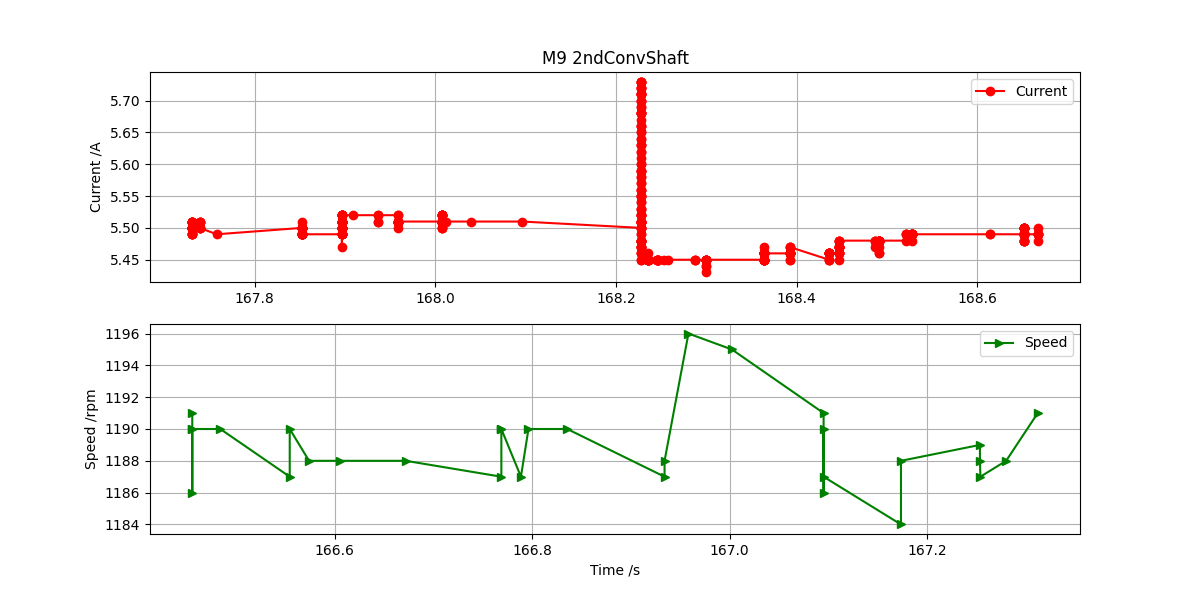 M9 2ndConvShaft
Current /A
5.70
5.65
5.60
5.55
5.50
5.45
Current
167.8 168.0 168.2 168.4 168.6
Speed /rpm
1196
1194
1192
1190
1188
1186
1184
Speed
166.6 166.8 167.0 167.2
Time /s